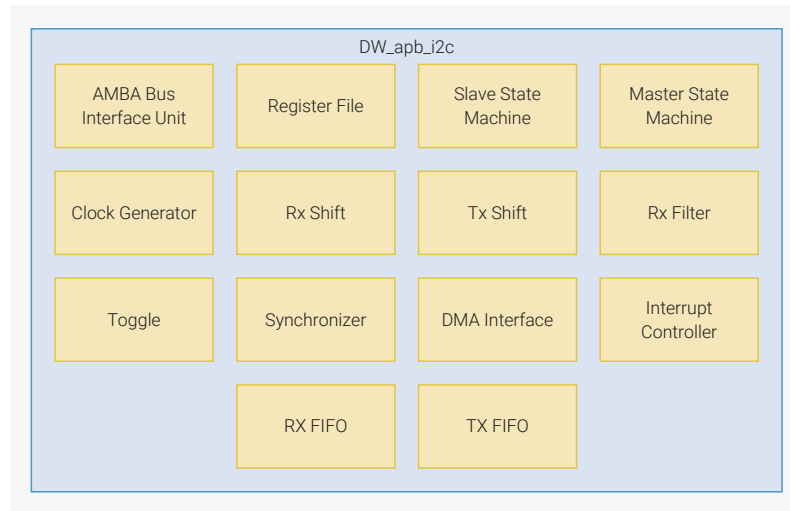 DW_apb_i2c
AMBA Bus
Interface Unit
Register File
Slave State
Machine
Master State
Machine
Clock Generator
Rx Shift
Tx Shift
Rx Filter
Toggle
Synchronizer
DMA Interface
Interrupt
Controller
RX FIFO
TX FIFO